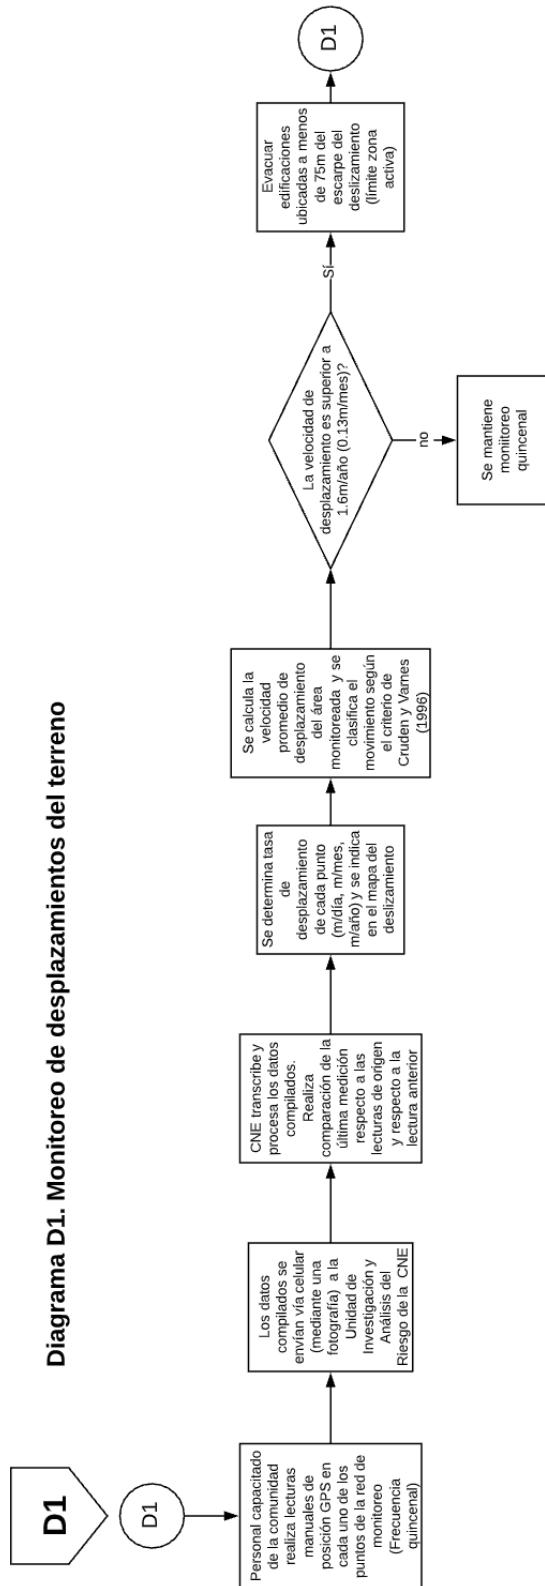 Diagrama D1. Monitoreo de desplazamientos del terreno
D1
D1
Personal capacitado
de la comunidad
realiza lecturas
manuales de
posición GPS en
cada uno de los
puntos de la red de
monitoreo
(Frecuencia
quincenal)
Los datos
compilados se
envían vía celular
(mediante una
fotografía) a la
Unidad de
Investigación y
Análisis del
Riesgo de la CNE
CNE transcribe y
procesa los datos
compilados.
Realiza
comparación de la
última medición
respecto a las
lecturas de origen
y respecto a la
lectura anterior
Se determina tasa
de
desplazamiento
de cada punto
(m/día, m/mes,
m/año) y se indica
en el mapa del
deslizamiento
Se calcula la
velocidad
promedio de
desplazamiento
del área
monitoreada y se
clasifica el
movimiento según
el criterio de
Cruden y Varnes
(1996)
La velocidad de
desplazamiento es superior a
1.6m/año (0.13m/mes)?
Sí
Evacuar
edificaciones
ubicadas a menos
de 75m del
escarpe del
deslizamiento
(límite zona
activa)
D1
no
Se mantiene
moniitoreo
quincenal